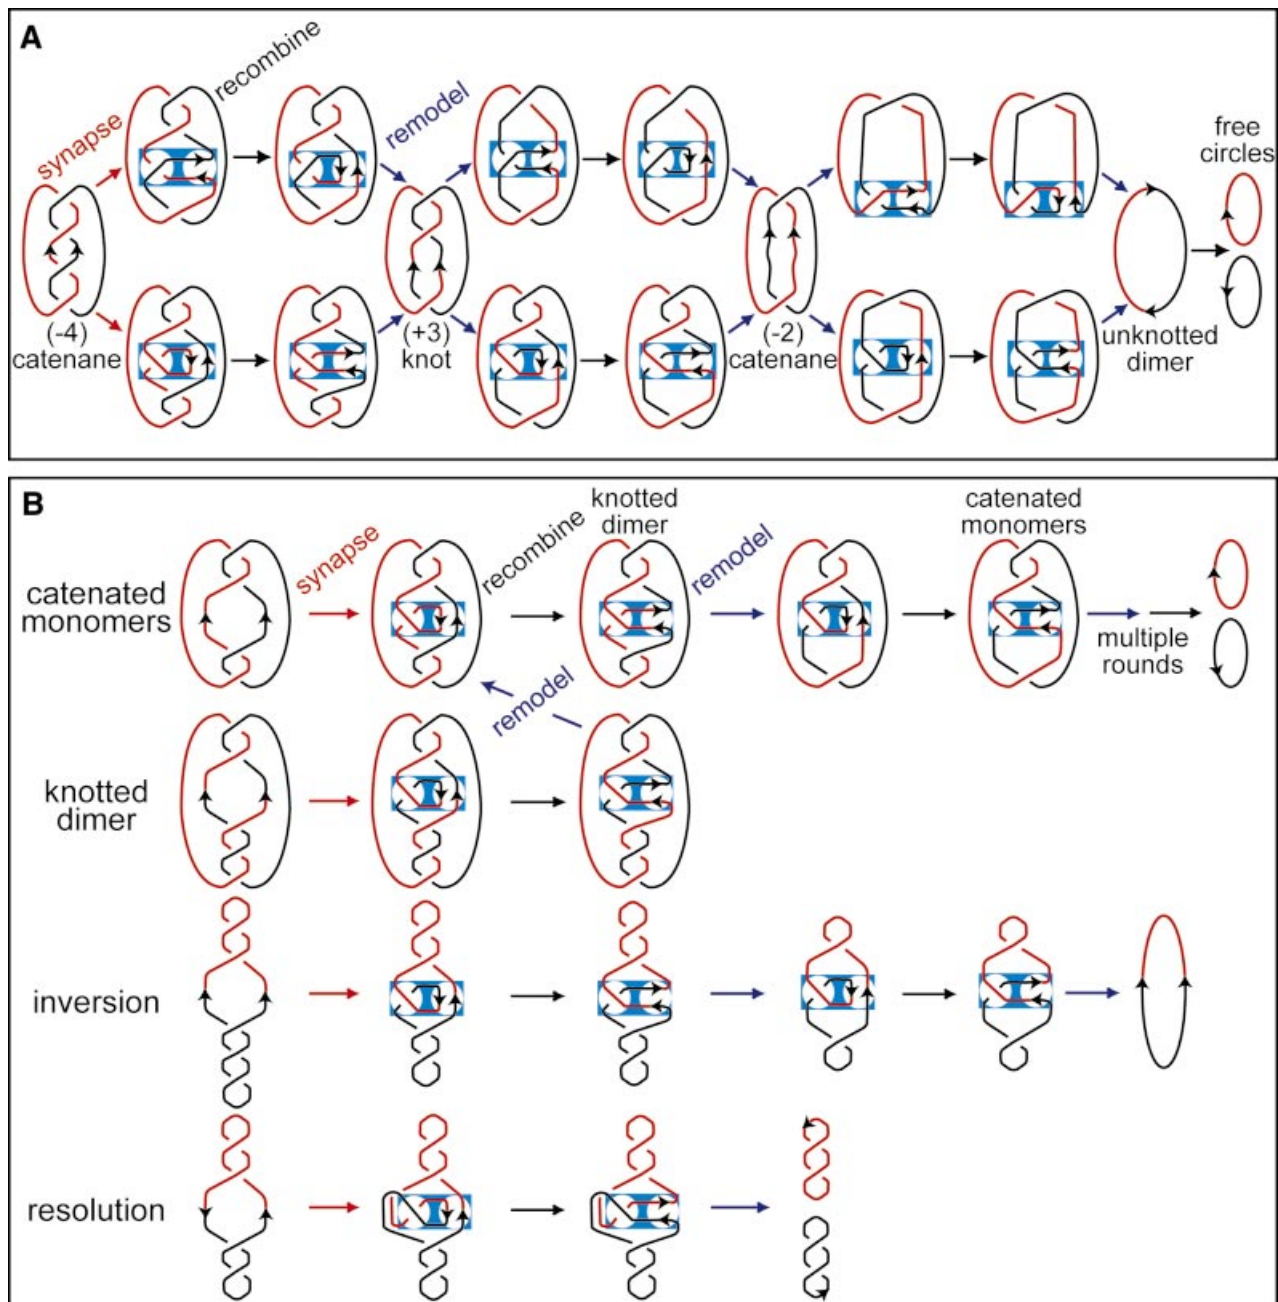 A
synapse
recombine
remodel
free
circles
(-4)
catenane
(+3)
knot
(-2)
catenane
unknotted
dimer
B
knotted
dimer
catenated
monomers
synapse
recombine
remodel
catenated
monomers
multiple
rounds
remodel
knotted
dimer
inversion
resolution